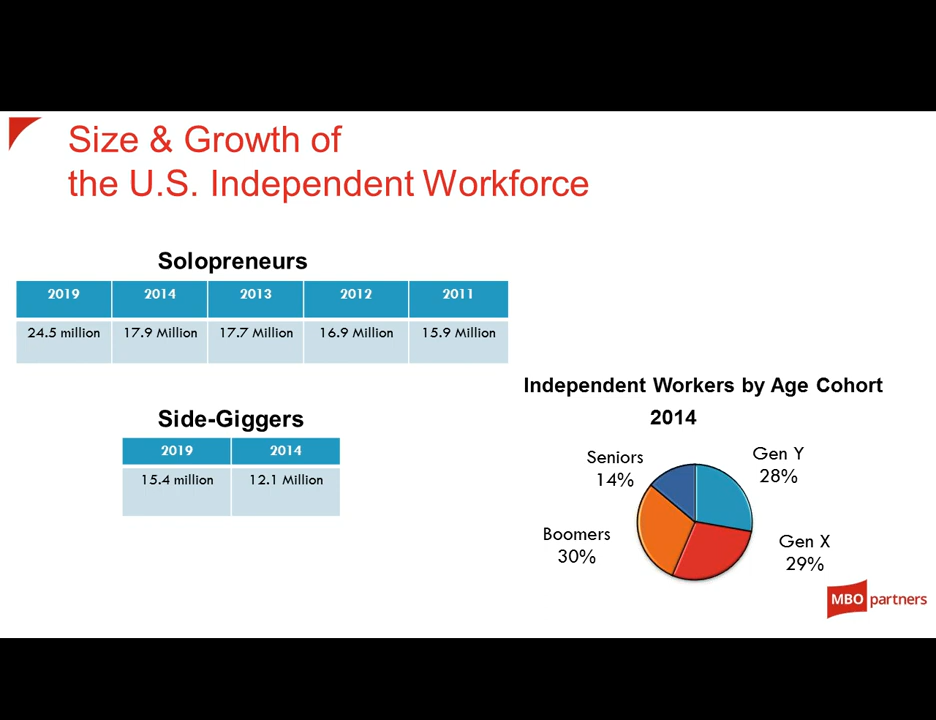 Size & Growth of
the U.S. Independent Workforce
Solopreneurs
2019 2014 2013 2012 2011
24.5 million 17.9 Million 17.7 Million 16.9 Million 15.9 Million
Side-Giggers
2019 2014
15.4 million 12.1 Million
Independent Workers by Age Cohort
2014
Seniors
14%
Gen Y
28%
Boomers
30%
Gen X
29%
MBO partners